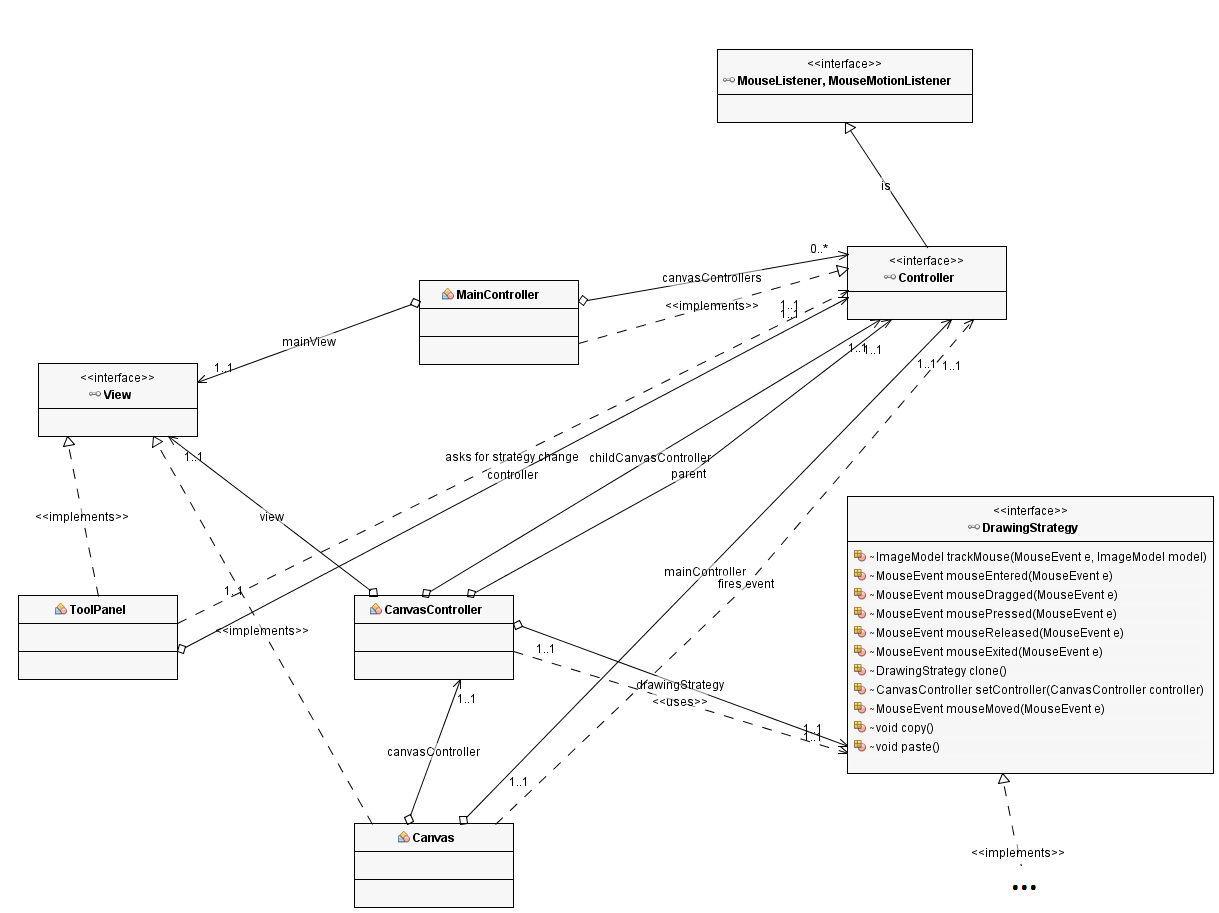 <<interface>>
MouseListener, MouseMotionListener
is
0..*
<<interface>>
Controller
canvasControllers
MainController
<<implements>>
1..1
1..1
mainView
1..1
1..1
1..1
1..1
1..1
<<interface>>
View
1..1
asks for strategy change
childCanvasController
controller
parent
<<implements>>
view
<<interface>>
DrawingStrategy
~ImageModel trackMouse(MouseEvent e, ImageModel model)
~MouseEvent mouseEntered(MouseEvent e)
~MouseEvent mouseDragged(MouseEvent e)
~MouseEvent mousePressed(MouseEvent e)
~MouseEvent mouseReleased(MouseEvent e)
~MouseEvent mouseExited(MouseEvent e)
~DrawingStrategy clone()
~CanvasController setController(CanvasController controller)
~MouseEvent mouseMoved(MouseEvent e)
~void copy()
~void paste()
mainController
fires event
1..1
ToolPanel
CanvasController
<<implements>>
1..1
drawingStrategy
<<uses>>
1..1
1..1
1..1
canvasController
1..1
Canvas
<<implements>>
...